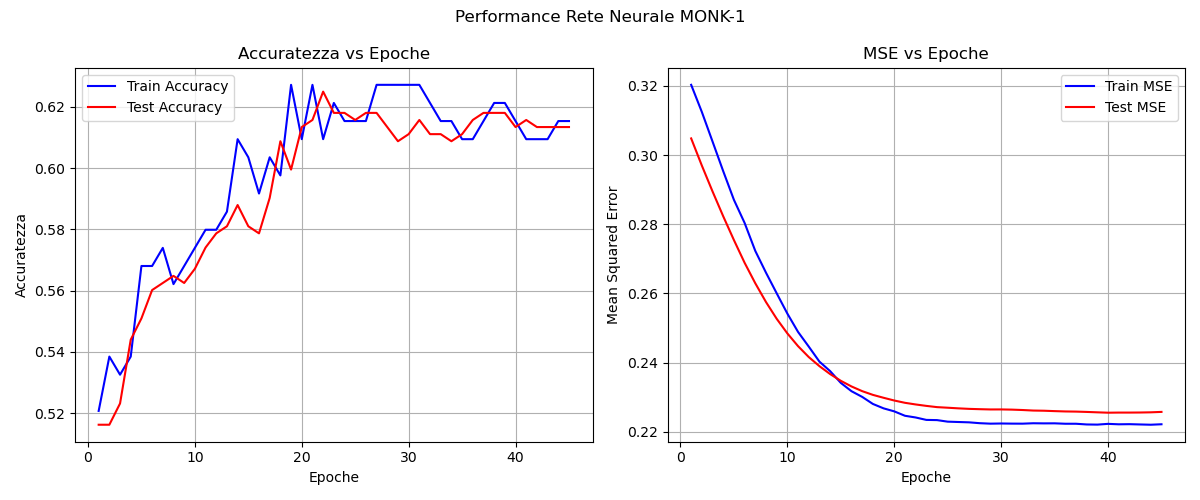 Performance Rete Neurale MONK-1
Accuratezza vs Epoche
Train Accuracy
Test Accuracy
0.62
0.60
0.58
0.56
0.54
0.52
Accuratezza
0 10 20 30 40
Epoche
MSE vs Epoche
Train MSE
Test MSE
0.32
0.30
0.28
0.26
0.24
0.22
Mean Squared Error
0 10 20 30 40
Epoche